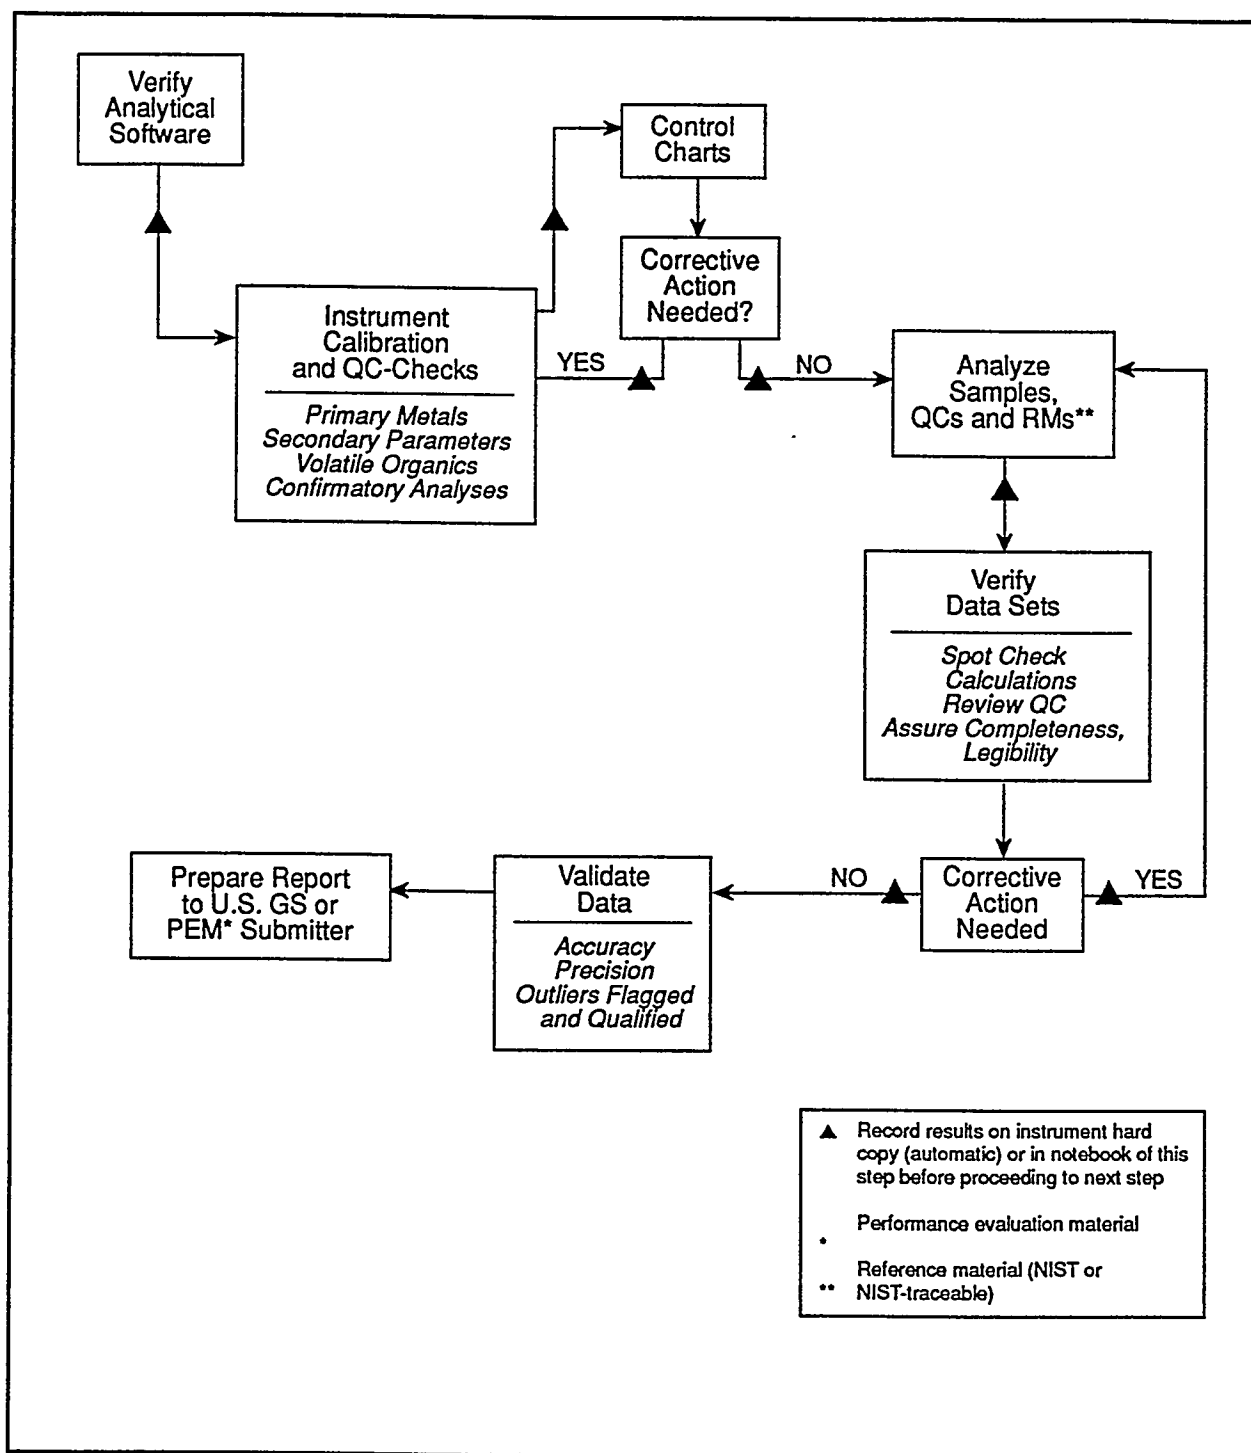 Verify
Analytical
Software
Control
Charts
Corrective
Action
Needed?
Instrument
Calibration
and QC-Checks
Primary Metals
Secondary Parameters
Volatile Organics
Confirmatory Analyses
YES
NO
Analyze
Samples,
QCs and RMs**
Verify
Data Sets
Spot Check
Calculations
Review QC
Assure Completeness,
Legibility
Corrective
Action
Needed
YES
NO
Validate
Data
Accuracy
Precision
Outliers Flagged
and Qualified
Prepare Report
to U.S. GS or
PEM* Submitter
▲ Record results on instrument hard
copy (automatic) or in notebook of this
step before proceeding to next step
* Performance evaluation material
** Reference material (NIST or
NIST-traceable)